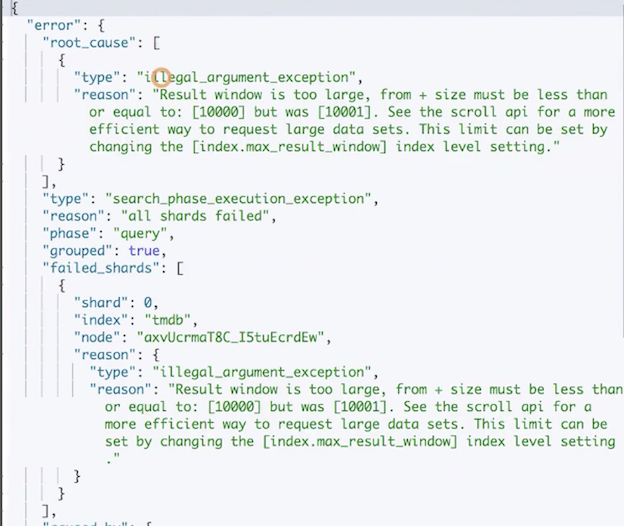 {
"error": {
"root_cause": [
{
"type": "illegal_argument_exception",
"reason": "Result window is too large, from + size must be less than
or equal to: [10000] but was [10001]. See the scroll api for a more
efficient way to request large data sets. This limit can be set by
changing the [index.max_result_window] index level setting."
}
],
"type": "search_phase_execution_exception",
"reason": "all shards failed",
"phase": "query",
"grouped": true,
"failed_shards": [
{
"shard": 0,
"index": "tmdb",
"node": "axvUcrmaT8C_I5tuEcrdEw",
"reason": {
"type": "illegal_argument_exception",
"reason": "Result window is too large, from + size must be less than
or equal to: [10000] but was [10001]. See the scroll api for a
more efficient way to request large data sets. This limit can be
set by changing the [index.max_result_window] index level setting
."
}
}
],
"caused_by": {